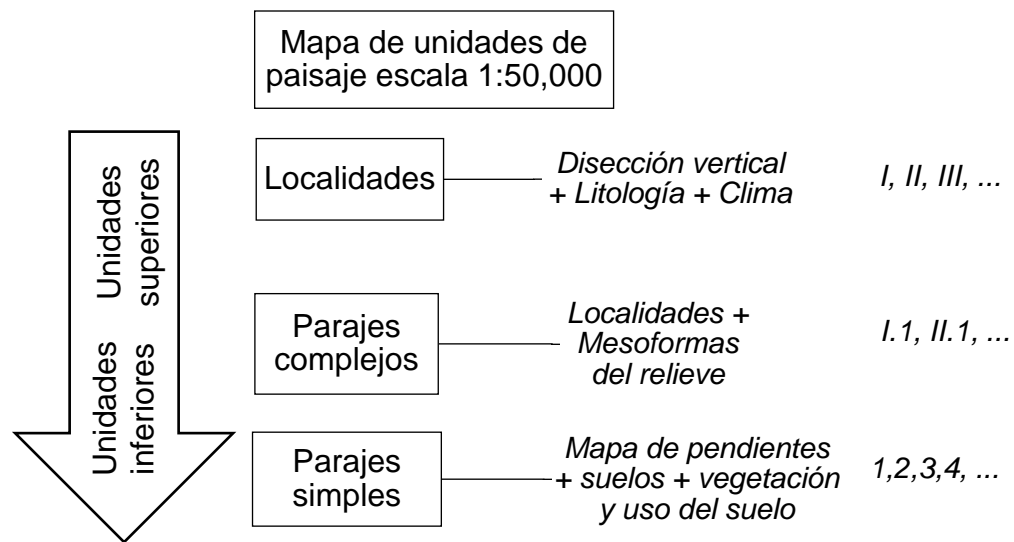 Mapa de unidades de
paisaje escala 1:50,000
Unidades
superiores
Unidades
inferiores
Localidades
Disección vertical
+ Litología + Clima
I, II, III, ...
Parajes
complejos
Localidades +
Mesoformas
del relieve
I.1, II.1, ...
Parajes
simples
Mapa de pendientes
+ suelos + vegetación
y uso del suelo
1,2,3,4, ...